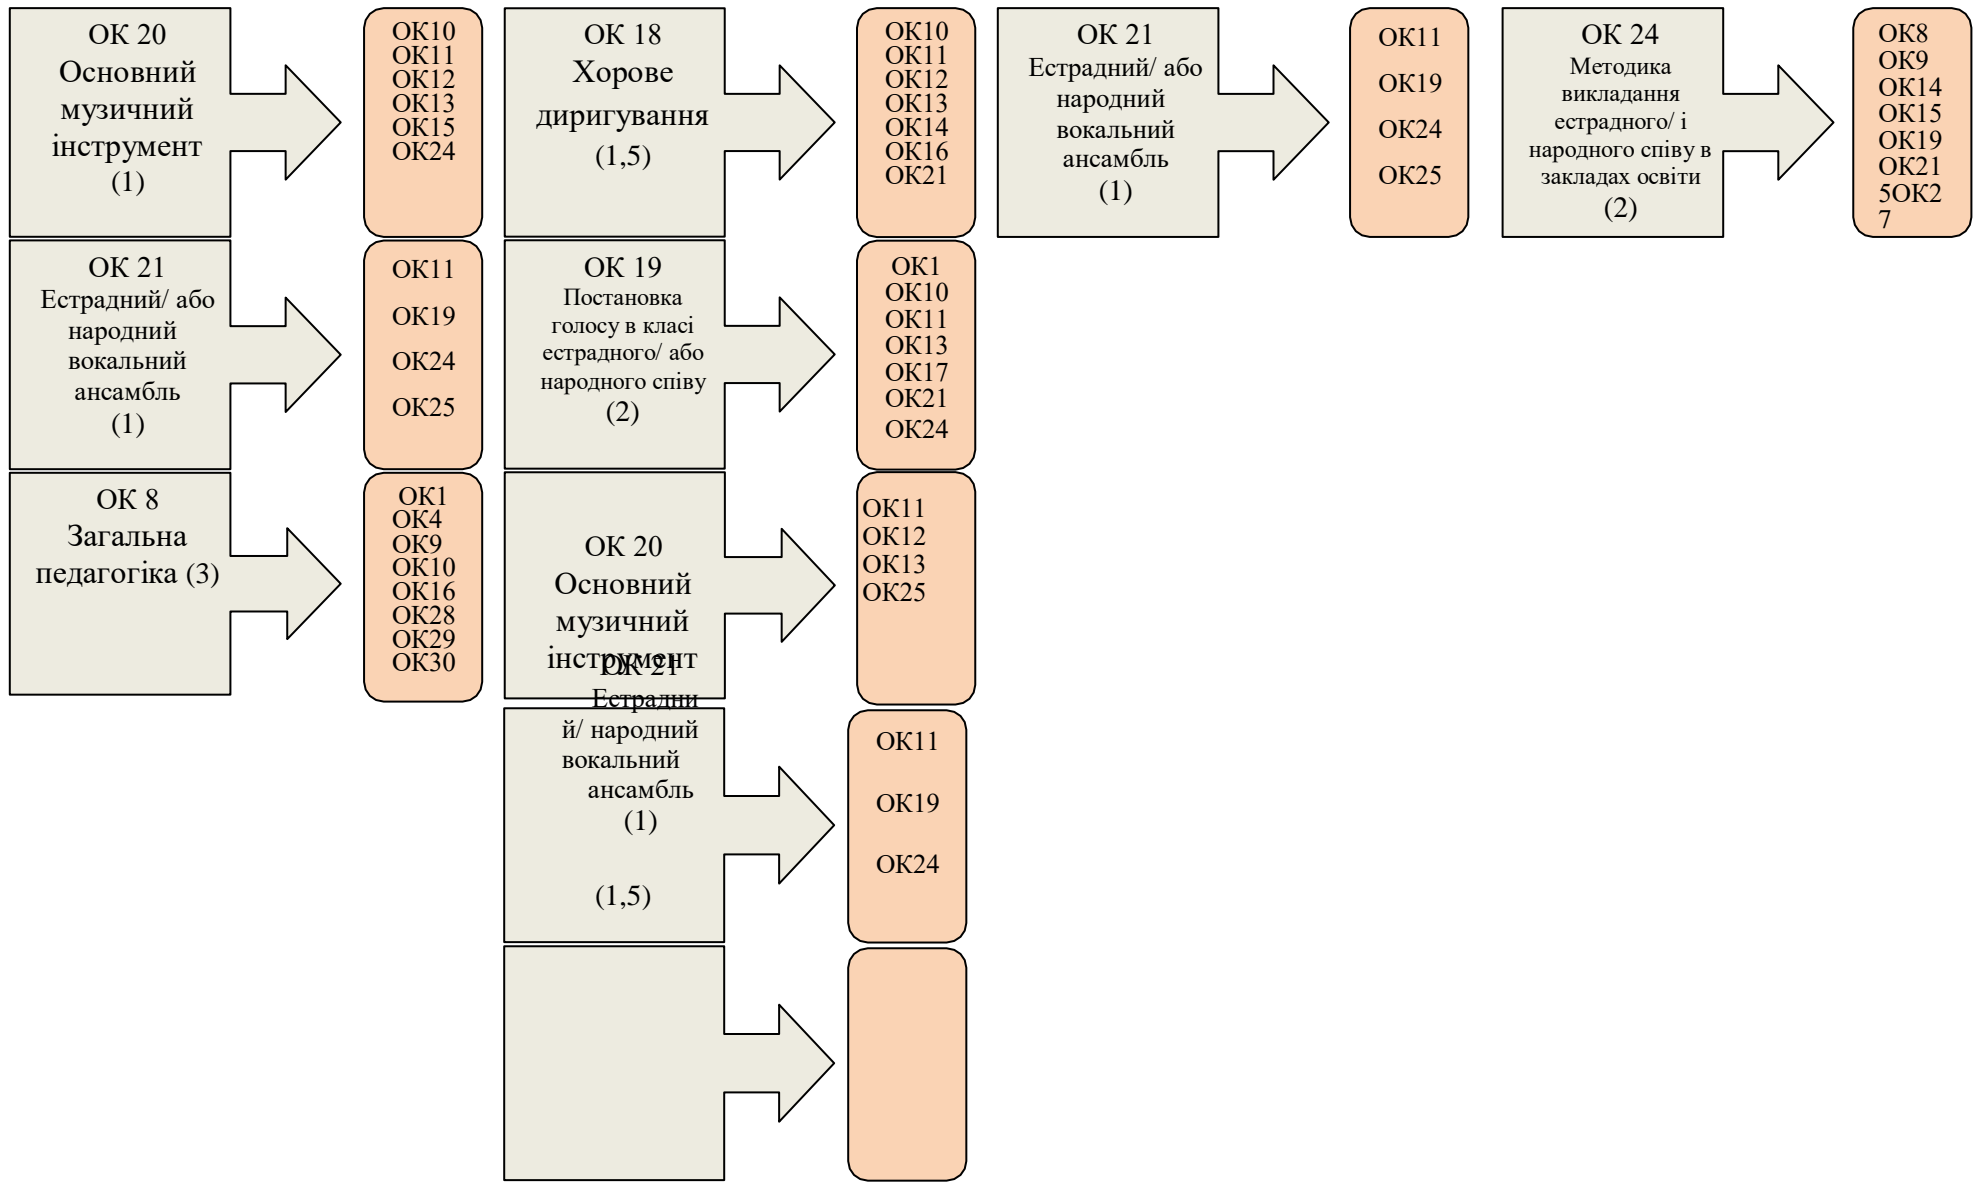 ОК 20
Основний
музичний
інструмент
(1)
ОК10
ОК11
ОК12
ОК13
ОК15
ОК24
ОК 18
Хорове
диригування
(1,5)
ОК10
ОК11
ОК12
ОК13
ОК14
ОК16
ОК21
ОК 21
Естрадний/ або
народний
вокальний
ансамбль
(1)
ОК11
ОК19
ОК24
ОК25
ОК 24
Методика
викладання
естрадного/ і
народного співу в
закладах освіти
(2)
ОК8
ОК9
ОК14
ОК15
ОК19
ОК21
5ОК2
7
ОК 21
Естрадний/ або
народний
вокальний
ансамбль
(1)
ОК11
ОК19
ОК24
ОК25
ОК 19
Постановка
голосу в класі
естрадного/ або
народного співу
(2)
ОК1
ОК10
ОК11
ОК13
ОК17
ОК21
ОК24
ОК 8
Загальна
педагогіка (3)
ОК1
ОК4
ОК9
ОК10
ОК16
ОК28
ОК29
ОК30
ОК 20
Основний
музичний
інструмент
ОК11
ОК12
ОК13
ОК25
ОК 21
Естрадни
й/ народний
вокальний
ансамбль
(1)
(1,5)
ОК11
ОК19
ОК24